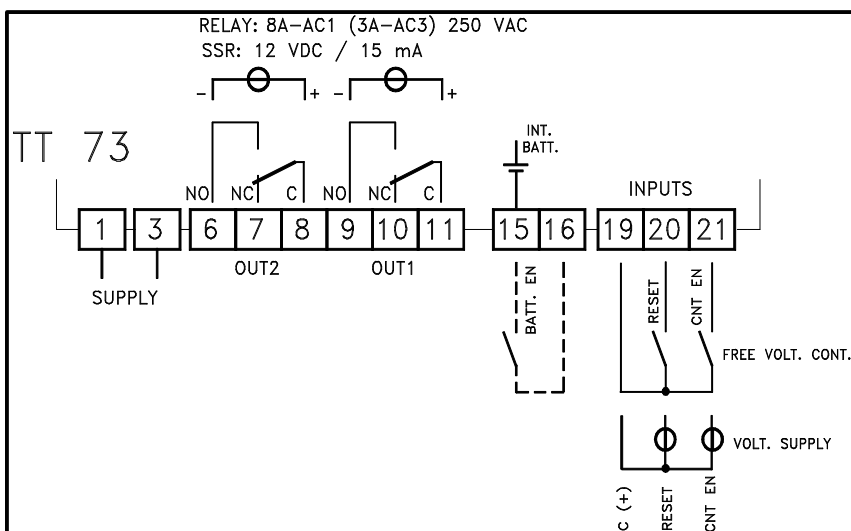 RELAY: 8A-AC1 (3A-AC3) 250 VAC
SSR: 12 VDC / 15 mA
- + - +
TT 73
INT.
BATT.
NO NC C NO NC C
INPUTS
1 3 6 7 8 9 10 11 15 16 19 20 21
SUPPLY
OUT2 OUT1
BATT. EN
RESET
CNT EN
FREE VOLT. CONT.
VOLT. SUPPLY
C (+)
RESET
CNT EN